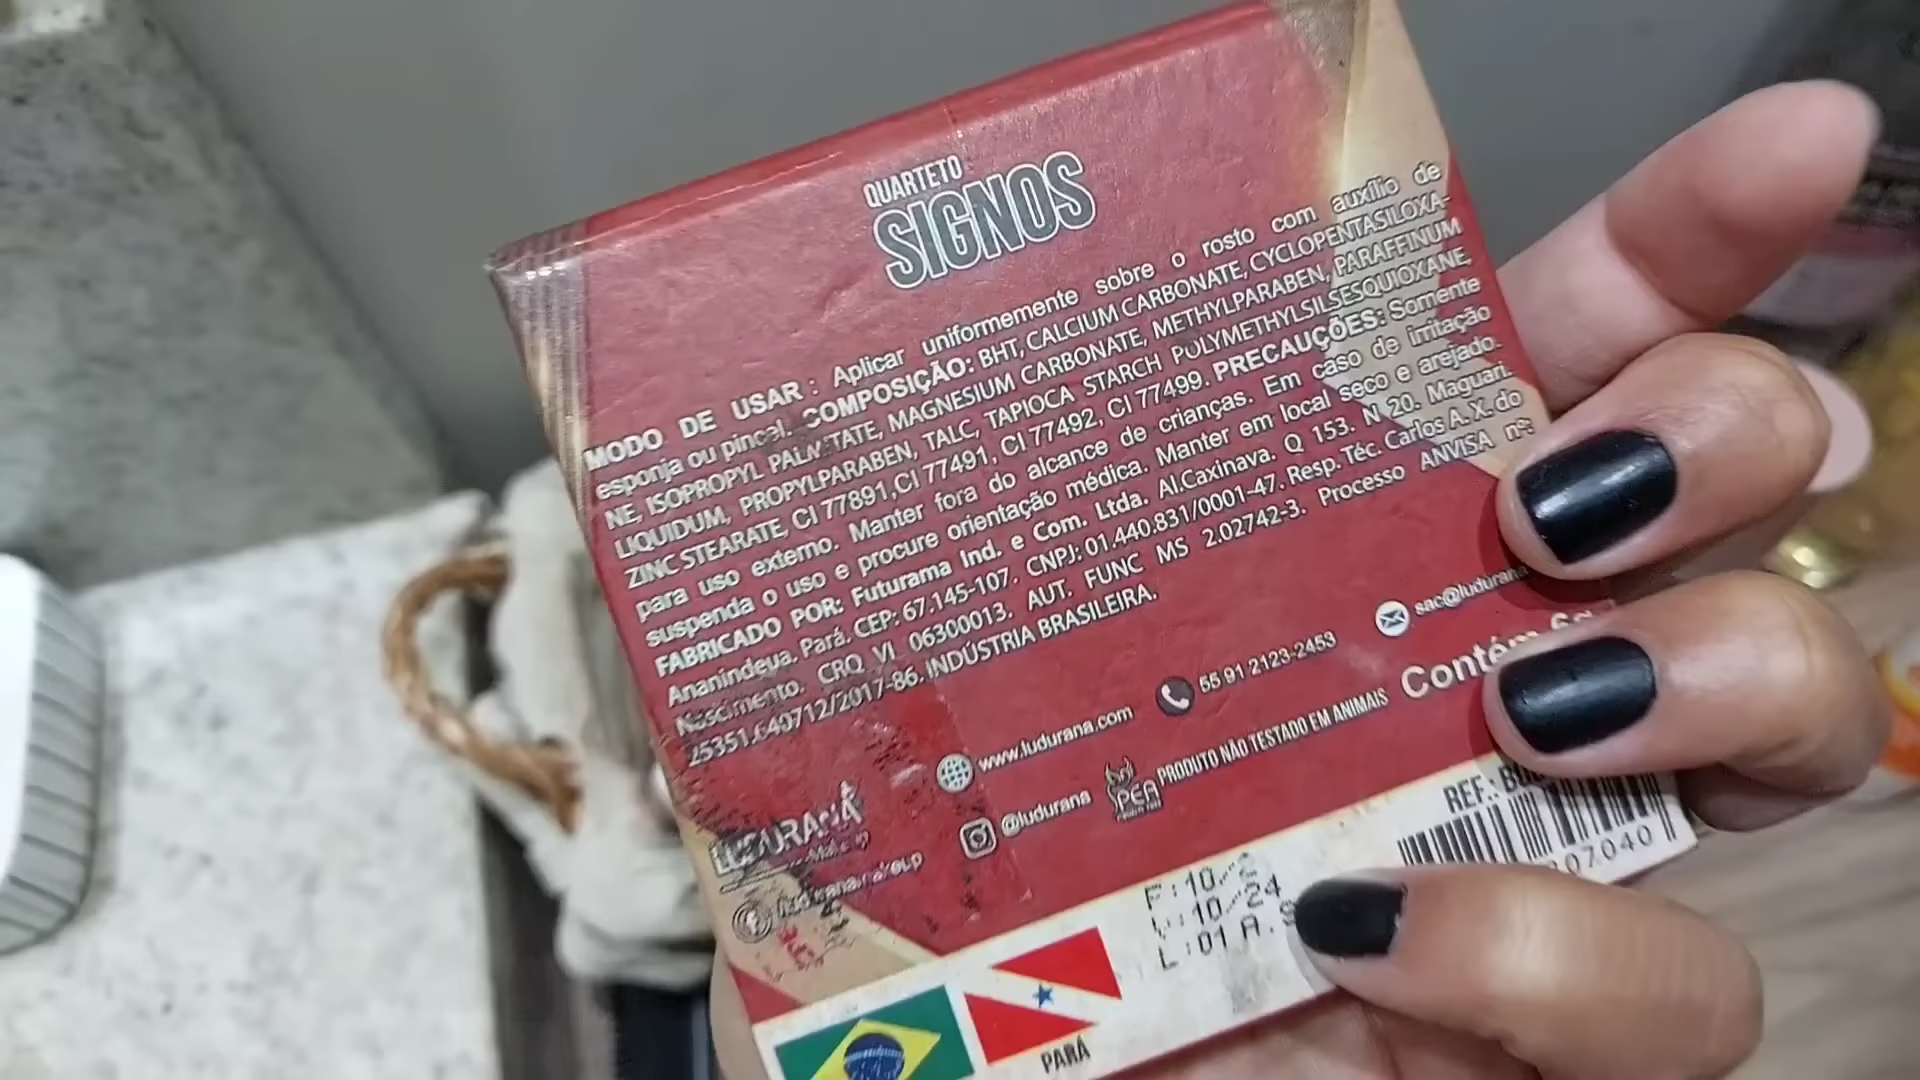 QUARTETO
SIGNOS
MODO DE USAR : Aplicar uniformemente sobre o rosto com auxílio de
esponja ou pincel. COMPOSIÇÃO: BHT, CALCIUM CARBONATE, CYCLOPENTASILOXA-
NE, ISOPROPYL PALMITATE, MAGNESIUM CARBONATE, METHYLPARABEN, PARAFFINUM
LIQUIDUM, PROPYLPARABEN, TALC, TAPIOCA STARCH POLYMETHYLSILSESQUIOXANE,
ZINC STEARATE, CI 77891,CI 77491, CI 77492, CI 77499. PRECAUÇÕES: Somente
para uso externo. Manter fora do alcance de crianças. Em caso de irritação
suspenda o uso e procure orientação médica. Manter em local seco e arejado.
FABRICADO POR: Futurama Ind. e Com. Ltda. Al.Caxinava. Q 153. N 20. Maguari.
Ananindeua, Pará. CEP: 67.145-107. CNPJ: 01.440.831/0001-47. Resp. Téc. Carlos A. X. do
Nascimento. CRQ VI 06300013. AUT. FUNC MS 2.02742-3. Processo ANVISA nº:
25351.640712/2017-86. INDÚSTRIA BRASILEIRA.
www.ludurana.com
55 91 2123-2453
sac@ludurana
LUDURANA
@ludurana
PEA
PRODUTO NÃO TESTADO EM ANIMAIS
Contém
REF.:
07040
F:10
V:10/24
L:01 A.
PARÁ